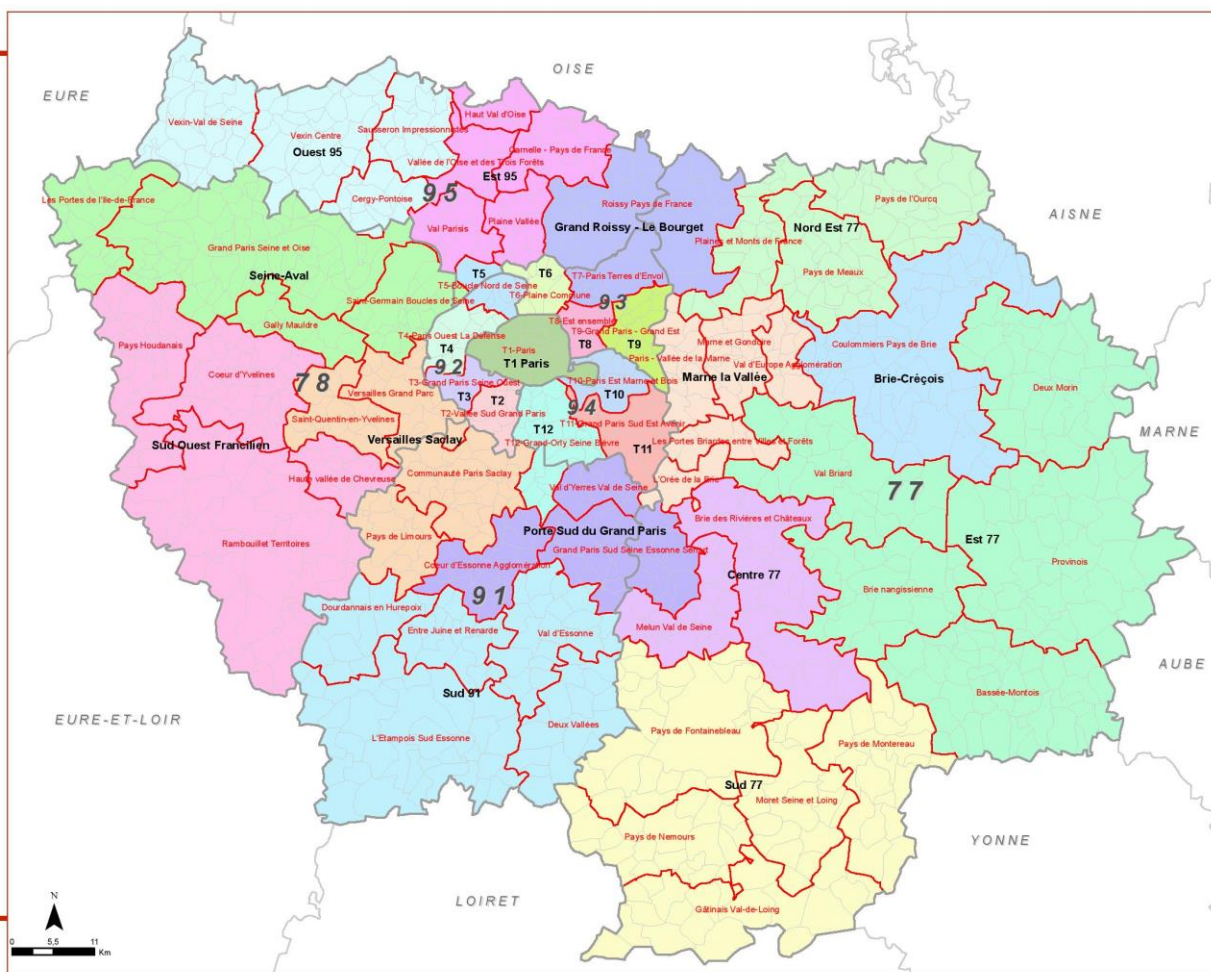 OISE
EURE
Haut Val d'Oise
Vexin-Val de Seine
Vexin Centre
Sausseron Impressionnistes
Ouest 95
Carnelle - Pays de France
Vallée de l'Oise et des Trois Forêts
Est 95
95
Cergy-Pontoise
Val Parisis
Plaine Vallée
Roissy Pays de France
Grand Roissy - Le Bourget
Pays de l'Ourcq
Nord Est 77
Plaines et Monts de France
Pays de Meaux
AISNE
Les Portes de l'Ile-de-France
Grand Paris Seine et Oise
Seine-Aval
Saint-Germain Boucles de Seine
Gally Mauldre
T5
T5-Boucle Nord de Seine
T6
T6-Plaine Commune
T7-Paris Terres d'Envol
93
T8-Est ensemble
T8
T9-Grand Paris - Grand Est
T9
T4-Paris Ouest La Défense
T4
92
T1-Paris
T1 Paris
Paris - Vallée de la Marne
Marne et Gondoire
Val d'Europe Agglomération
Marne la Vallée
Coulommiers Pays de Brie
Brie-Créçois
Deux Morin
MARNE
Pays Houdanais
Coeur d'Yvelines
78
Versailles Grand Parc
Saint-Quentin-en-Yvelines
Versailles Saclay
Sud Ouest Francilien
Haute vallée de Chevreuse
T3-Grand Paris Seine Ouest
T3
T2
T2-Vallée Sud Grand Paris
T10-Paris Est Marne et Bois
T10
94
T11-Grand Paris Sud Est Avenir
T11
T12
T12-Grand-Orly Seine Bièvre
Les Portes Briardes entre Villes et Forêts
L'Orée de la Brie
Val Briard
77
Communauté Paris Saclay
Val d'Yerres Val de Seine
Brie des Rivières et Châteaux
Pays de Limours
Rambouillet Territoires
Porte Sud du Grand Paris
Grand Paris Sud Seine Essonne Sénart
Coeur d'Essonne Agglomération
91
Centre 77
Est 77
Provinois
Brie nangissienne
Dourdannais en Hurepoix
Entre Juine et Renarde
Val d'Essonne
Melun Val de Seine
AUBE
Bassée-Montois
EURE-ET-LOIR
Sud 91
L'Etampois Sud Essonne
Deux Vallées
Pays de Fontainebleau
Pays de Montereau
Sud 77
Moret Seine et Loing
Pays de Nemours
YONNE
LOIRET
Gâtinais Val-de-Loing
N
0 5,5 11
Km